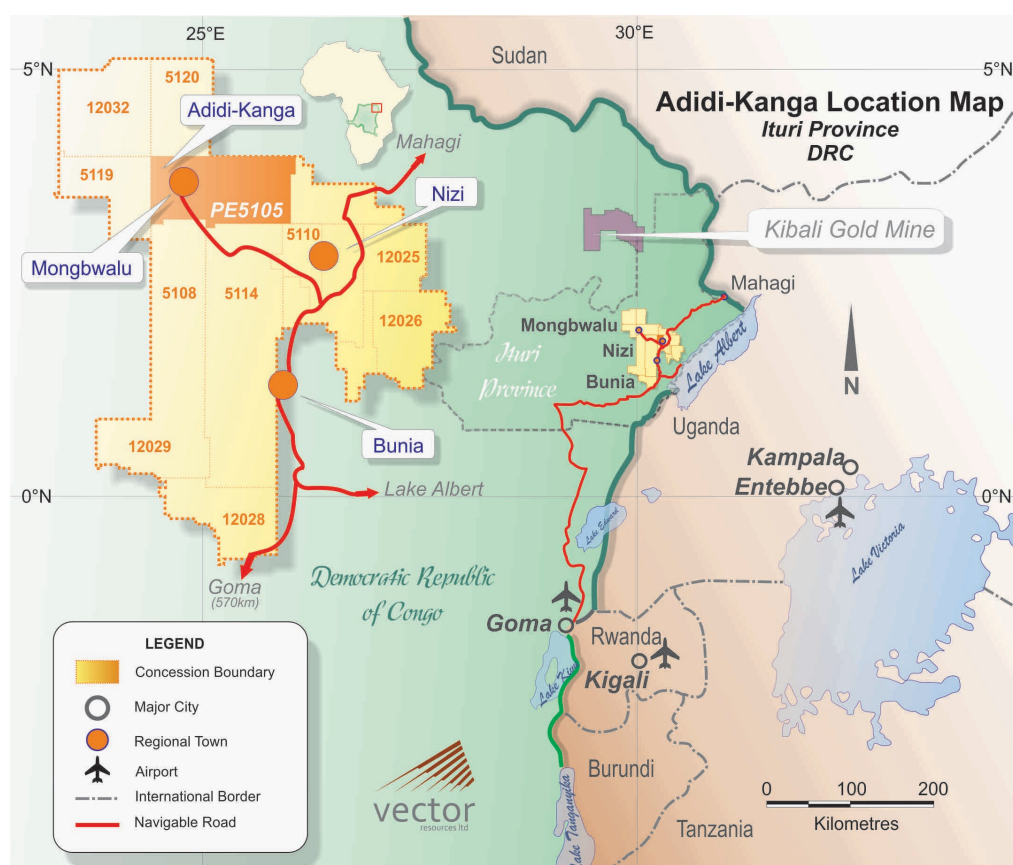 25°E
30°E
5°N
5°N
Sudan
Adidi-Kanga Location Map
Ituri Province
DRC
5120
12032
Adidi-Kanga
5119
Mahagi
PE5105
Nizi
5110
12025
Mongbwalu
5108
5114
12026
Kibali Gold Mine
Mahagi
Mongbwalu
Nizi
Bunia
Ituri
Province
Lake Albert
N
Uganda
Bunia
12029
Lake Albert
12028
Kampala
Entebbe
0°N
0°N
Lake Edward
Lake Victoria
Goma
(570km)
Democratic Republic
of Congo
Goma
Rwanda
Kigali
Lake Kivu
Burundi
Lake Tanganyika
Tanzania
LEGEND
Concession Boundary
Major City
Regional Town
Airport
International Border
Navigable Road
vector
resources ltd
0 100 200
Kilometres